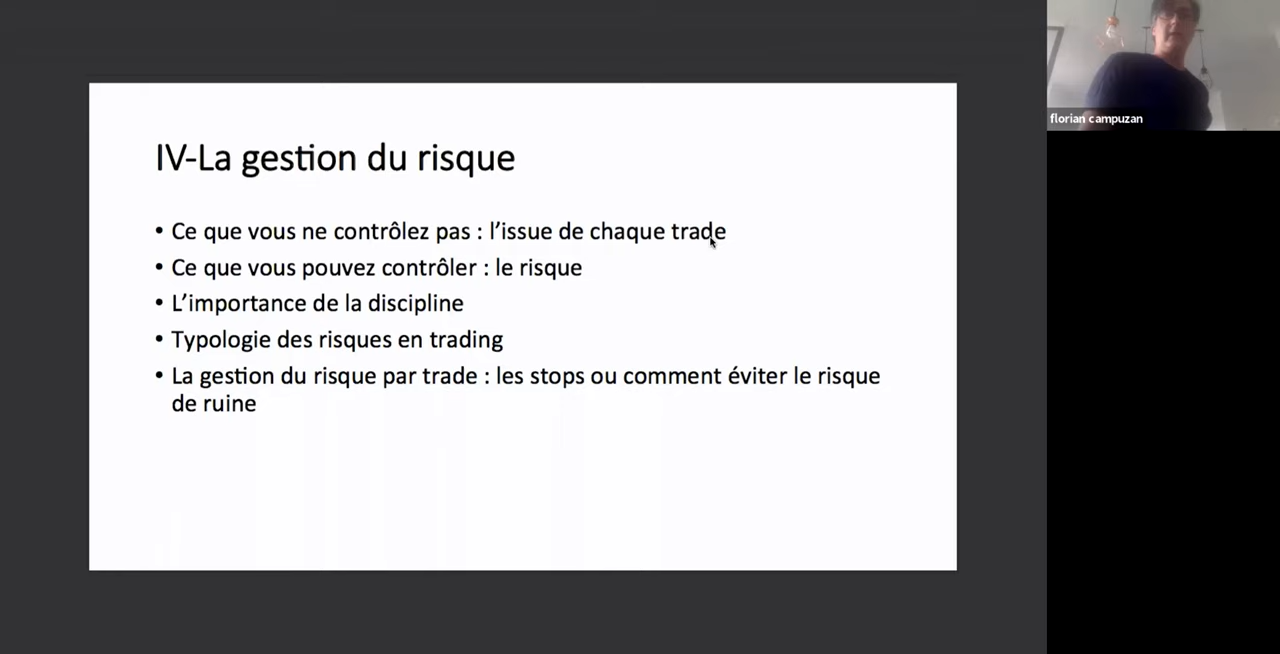 IV-La gestion du risque
• Ce que vous ne contrôlez pas : l’issue de chaque trade
• Ce que vous pouvez contrôler : le risque
• L’importance de la discipline
• Typologie des risques en trading
• La gestion du risque par trade : les stops ou comment éviter le risque
de ruine
florian campuzan